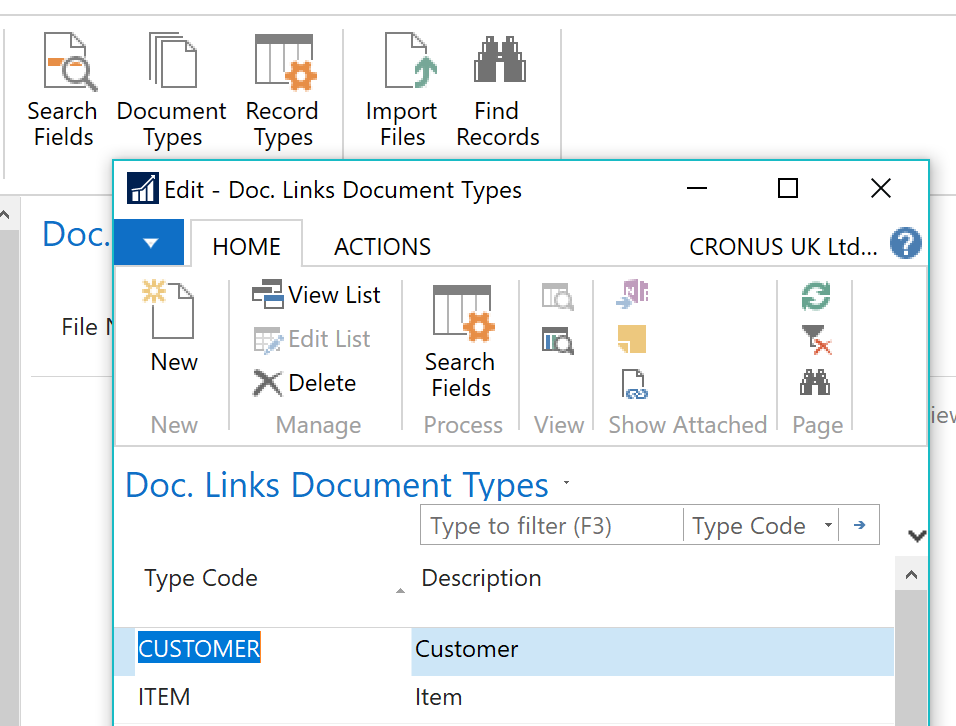 Search Fields
Document Types
Record Types
Import Files
Find Records
Edit - Doc. Links Document Types
Doc.
HOME
ACTIONS
CRONUS UK Ltd...
?
File
New
View List
Edit List
Delete
Search Fields
New
Manage
Process
View
Show Attached
Page
Doc. Links Document Types
Type to filter (F3)
Type Code
Type Code
Description
CUSTOMER
Customer
ITEM
Item